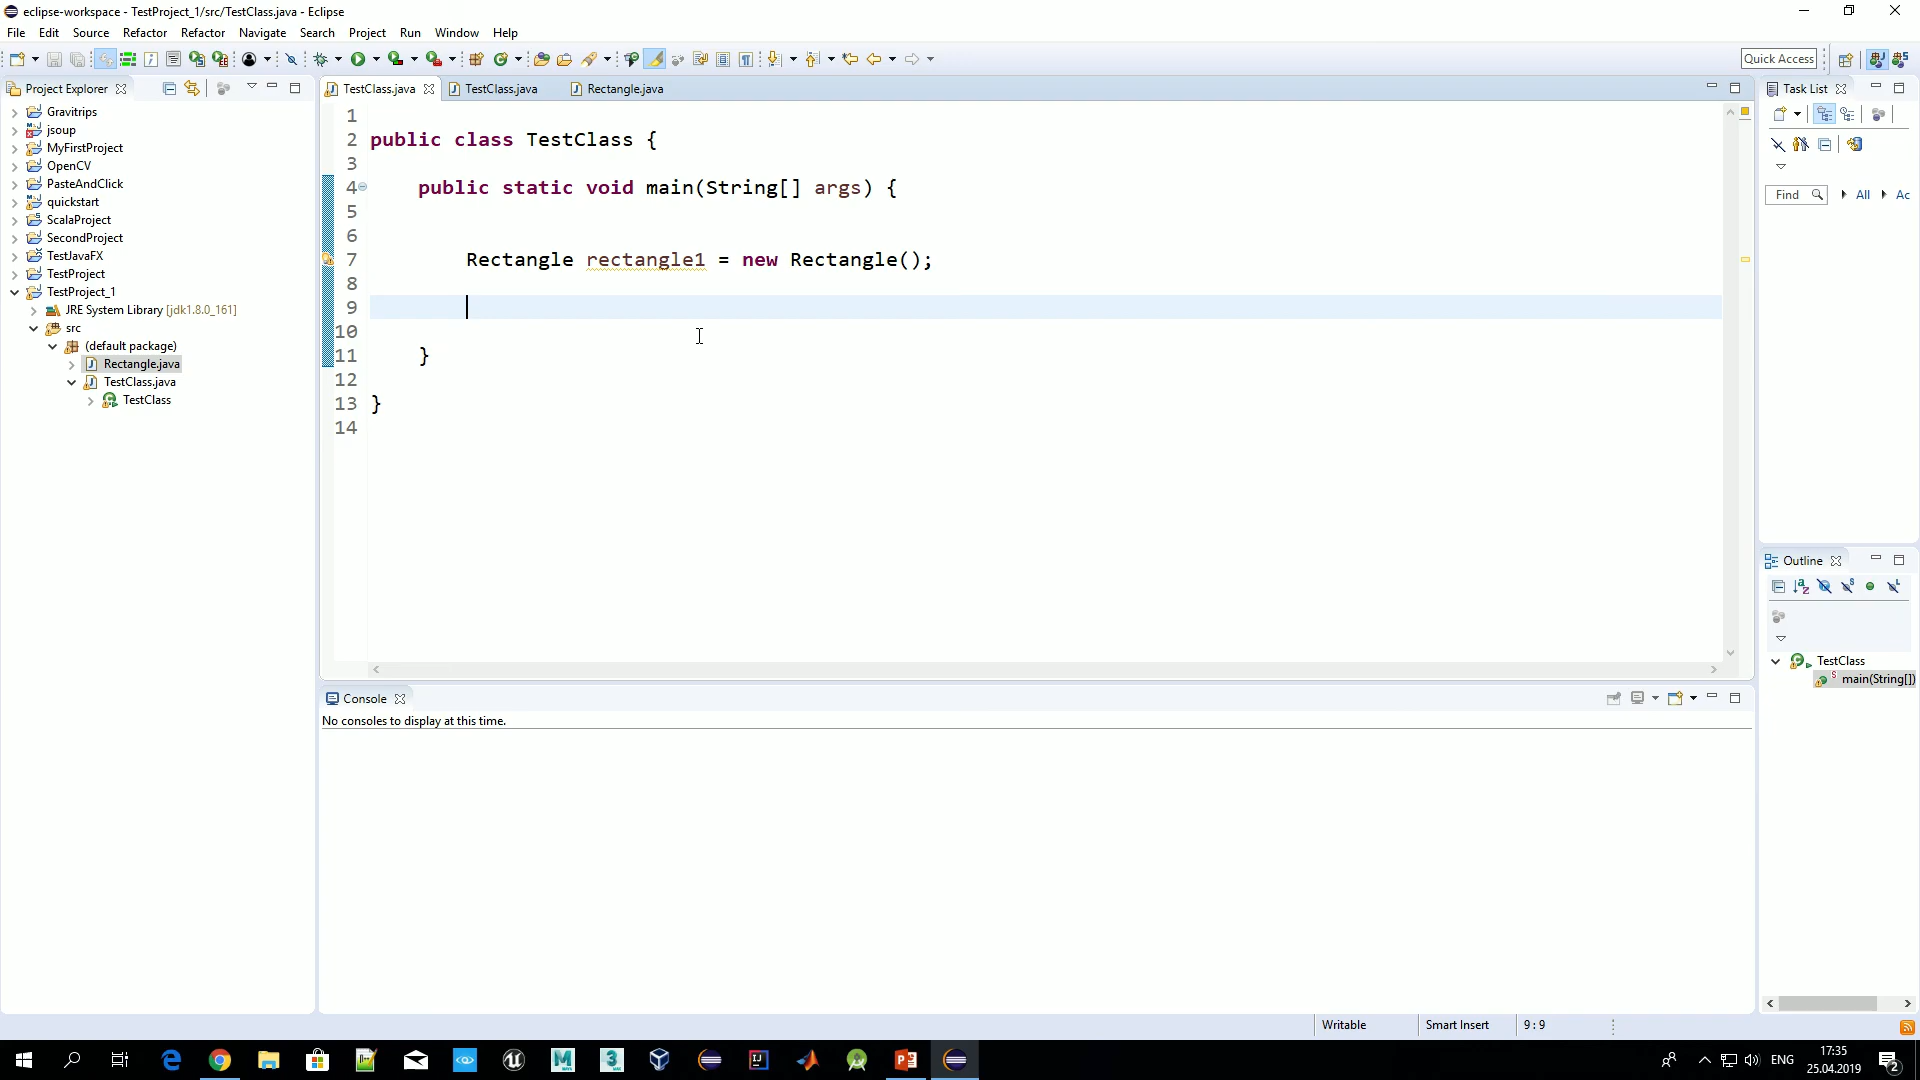 eclipse-workspace - TestProject_1/src/TestClass.java - Eclipse
File Edit Source Refactor Refactor Navigate Search Project Run Window Help
Quick Access
Project Explorer
Gravitrips
jsoup
MyFirstProject
OpenCV
PasteAndClick
quickstart
ScalaProject
SecondProject
TestJavaFX
TestProject
TestProject_1
JRE System Library [jdk1.8.0_161]
src
(default package)
Rectangle.java
TestClass.java
TestClass
TestClass.java TestClass.java Rectangle.java
1
2 public class TestClass {
3
4 public static void main(String[] args) {
5
6
7 Rectangle rectangle1 = new Rectangle();
8
9
10
11 }
12
13 }
14
Console
No consoles to display at this time.
Task List
Find All Ac
Outline
TestClass
main(String[])
Writable Smart Insert 9 : 9
ENG
17:35
25.04.2019
2